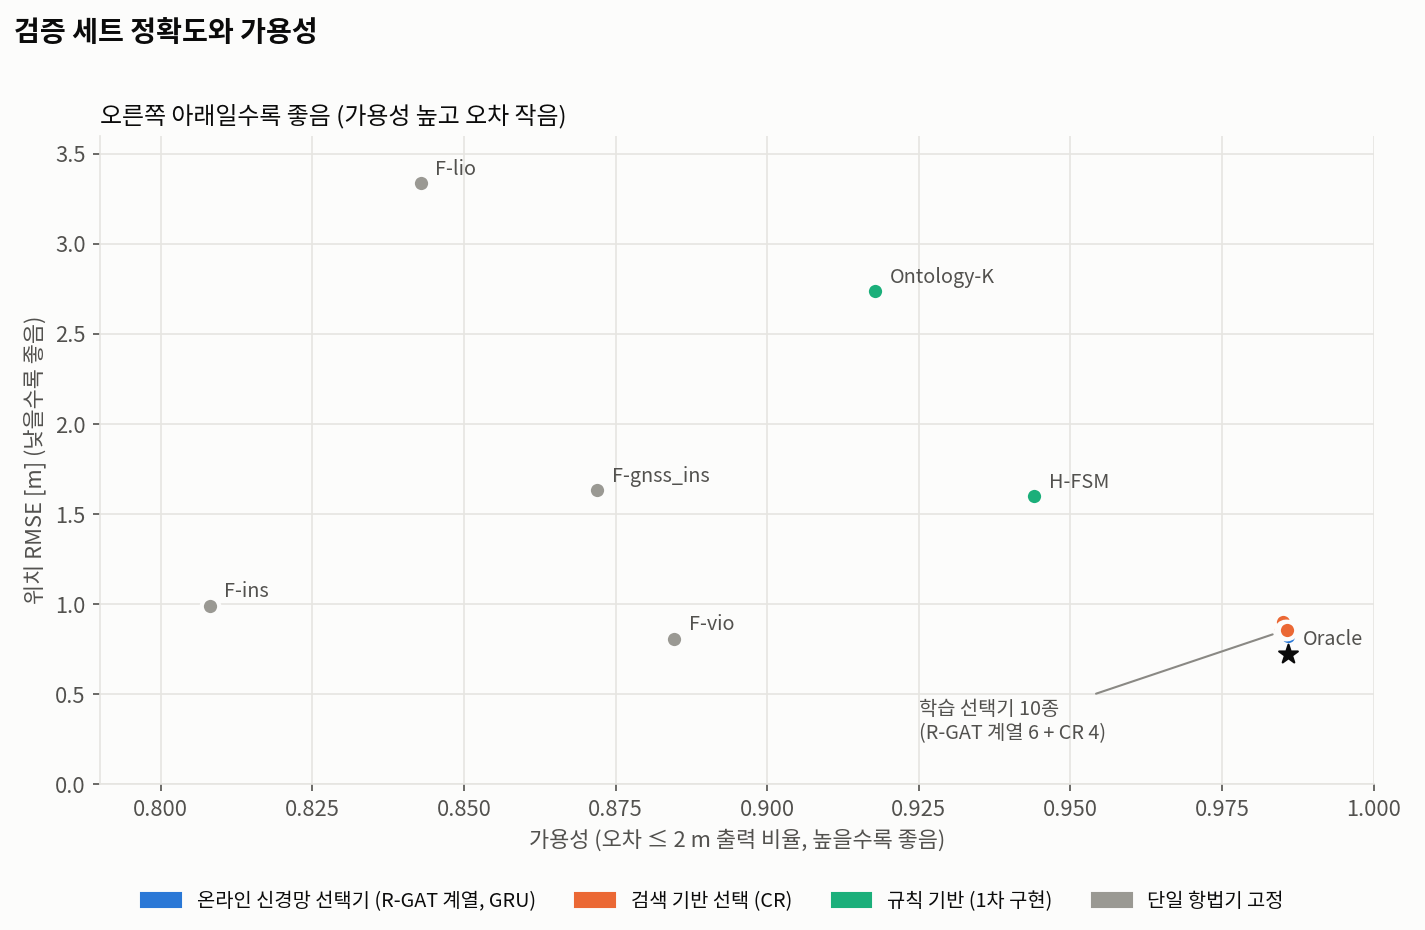 검증 세트 정확도와 가용성
오른쪽 아래일수록 좋음 (가용성 높고 오차 작음)
위치 RMSE [m] (낮을수록 좋음)
3.5
3.0
2.5
2.0
1.5
1.0
0.5
0.0
F-lio
Ontology-K
F-gnss_ins
H-FSM
F-ins
F-vio
Oracle
학습 선택기 10종
(R-GAT 계열 6 + CR 4)
0.800 0.825 0.850 0.875 0.900 0.925 0.950 0.975 1.000
가용성 (오차 ≤ 2 m 출력 비율, 높을수록 좋음)
온라인 신경망 선택기 (R-GAT 계열, GRU) 검색 기반 선택 (CR) 규칙 기반 (1차 구현) 단일 항법기 고정